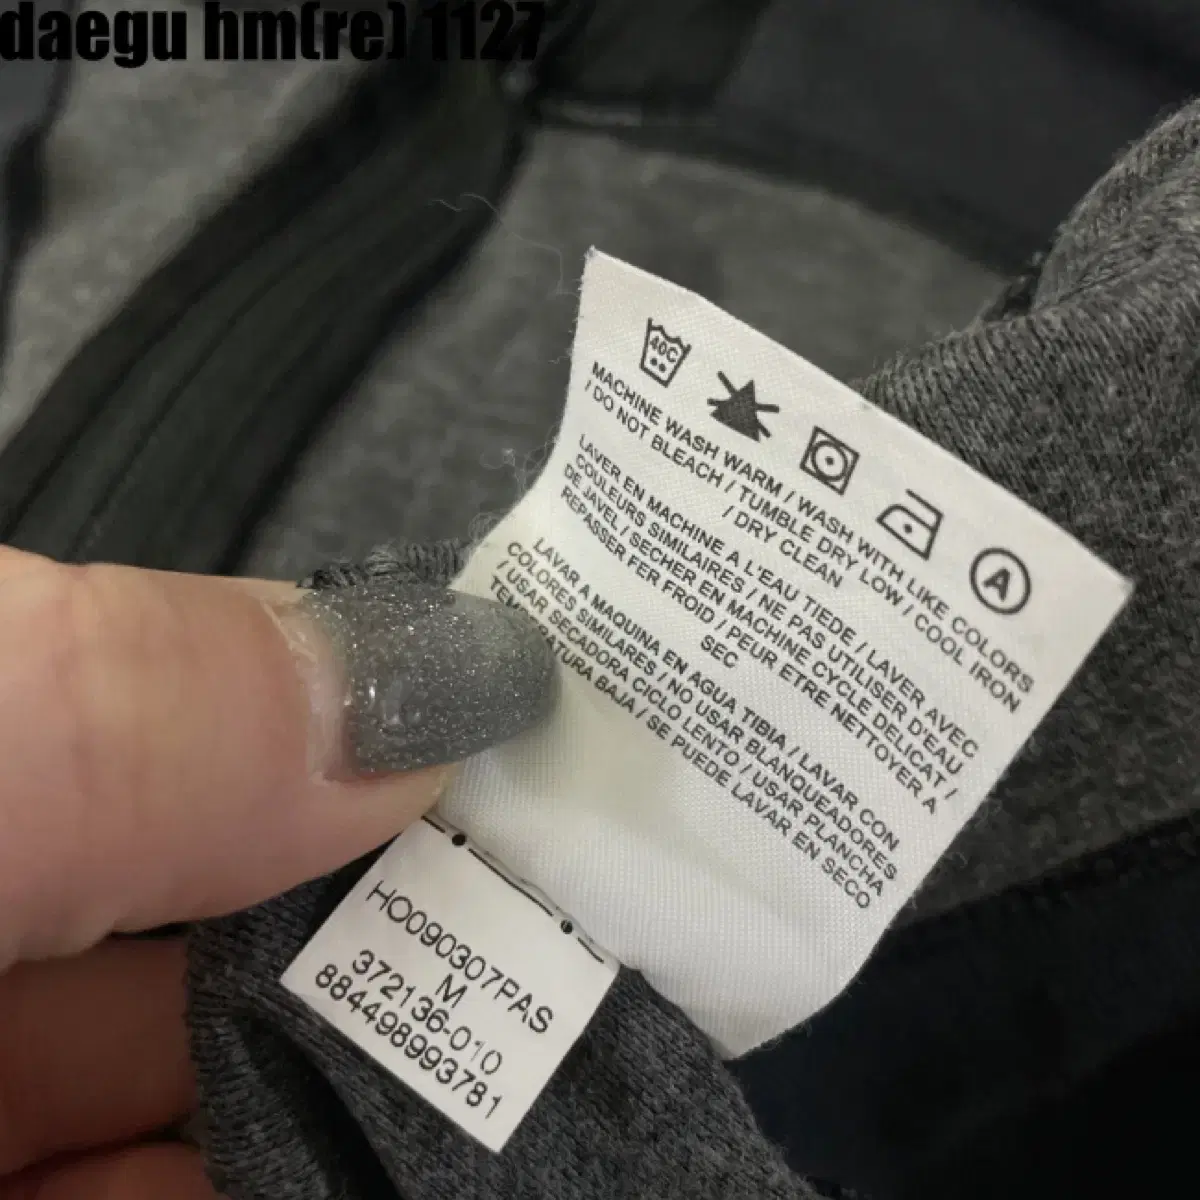 daegu hm(re) 1127
40C
A
MACHINE WASH WARM / WASH WITH LIKE COLORS
/ DO NOT BLEACH / TUMBLE DRY LOW / COOL IRON
/ DRY CLEAN
LAVER EN MACHINE A L'EAU TIEDE / LAVER AVEC
COULEURS SIMILAIRES / NE PAS UTILISER D'EAU
DE JAVEL / SECHER EN MACHINE CYCLE DELICAT /
REPASSER FER FROID / PEUR ETRE NETTOYER A
SEC
LAVAR A MAQUINA EN AGUA TIBIA / LAVAR CON
COLORES SIMILARES / NO USAR BLANQUEADORES
/ USAR SECADORA CICLO LENTO / USAR PLANCHA
BAJA / SE PUEDE LAVAR EN SECO
HO090307PAS
M
372136-010
884498993781